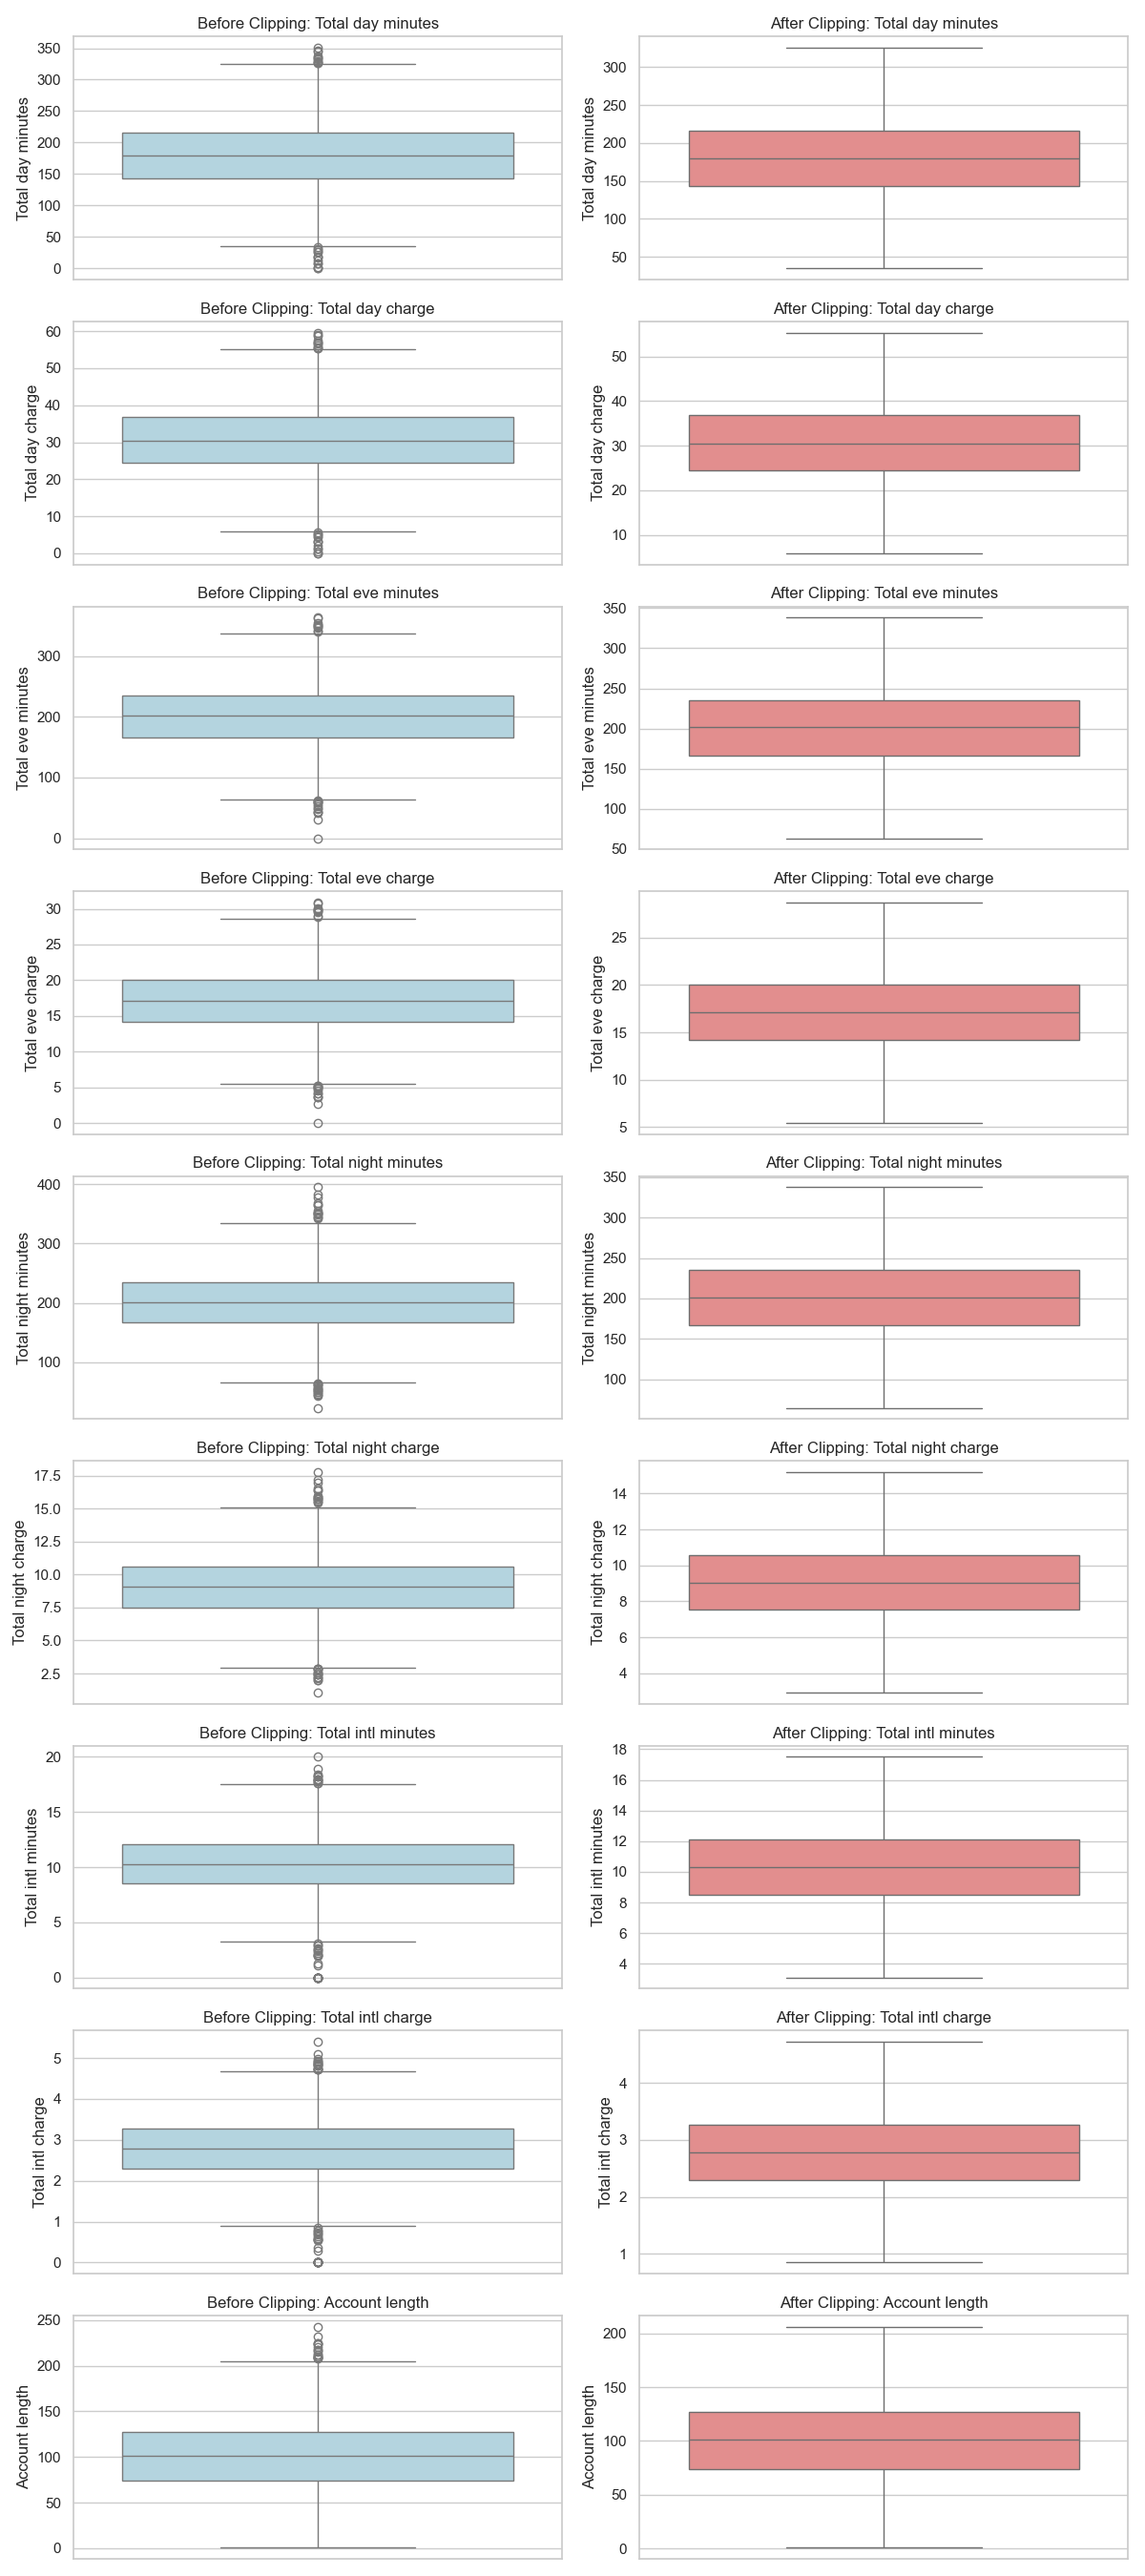 Before Clipping: Total day minutes
Total day minutes
350
300
250
200
150
100
50
0
After Clipping: Total day minutes
Total day minutes
300
250
200
150
100
50
Before Clipping: Total day charge
Total day charge
60
50
40
30
20
10
0
After Clipping: Total day charge
Total day charge
50
40
30
20
10
Before Clipping: Total eve minutes
Total eve minutes
300
200
100
0
After Clipping: Total eve minutes
Total eve minutes
350
300
250
200
150
100
50
Before Clipping: Total eve charge
Total eve charge
30
25
20
15
10
5
0
After Clipping: Total eve charge
Total eve charge
25
20
15
10
5
Before Clipping: Total night minutes
Total night minutes
400
300
200
100
After Clipping: Total night minutes
Total night minutes
350
300
250
200
150
100
Before Clipping: Total night charge
Total night charge
17.5
15.0
12.5
10.0
7.5
5.0
2.5
After Clipping: Total night charge
Total night charge
14
12
10
8
6
4
Before Clipping: Total intl minutes
Total intl minutes
20
15
10
5
0
After Clipping: Total intl minutes
Total intl minutes
18
16
14
12
10
8
6
4
Before Clipping: Total intl charge
Total intl charge
5
4
3
2
1
0
After Clipping: Total intl charge
Total intl charge
4
3
2
1
Before Clipping: Account length
Account length
250
200
150
100
50
0
After Clipping: Account length
Account length
200
150
100
50
0